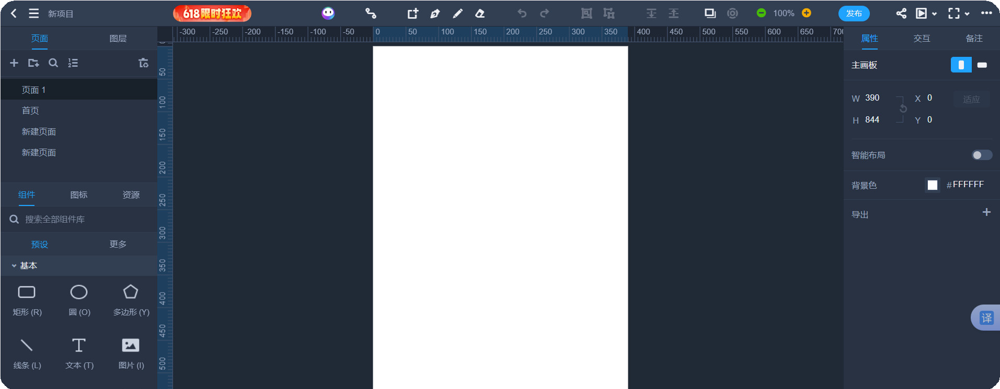 新项目
618限时狂欢
100%
发布
页面 图层
页面 1
首页
新建页面
新建页面
组件 图标 资源
搜索全部组件库
预设 更多
基本
矩形 (R) 圆 (O) 多边形 (Y)
线条 (L) 文本 (T) 图片 (I)
-300 -250 -200 -150 -100 -50 0 50 100 150 200 250 300 350 400 450 500 550 600 650
50
100
150
200
250
300
350
400
450
500
属性 交互 备注
主画板
W 390 X 0 适应
H 844 Y 0
智能布局
背景色 #FFFFFF
导出
译